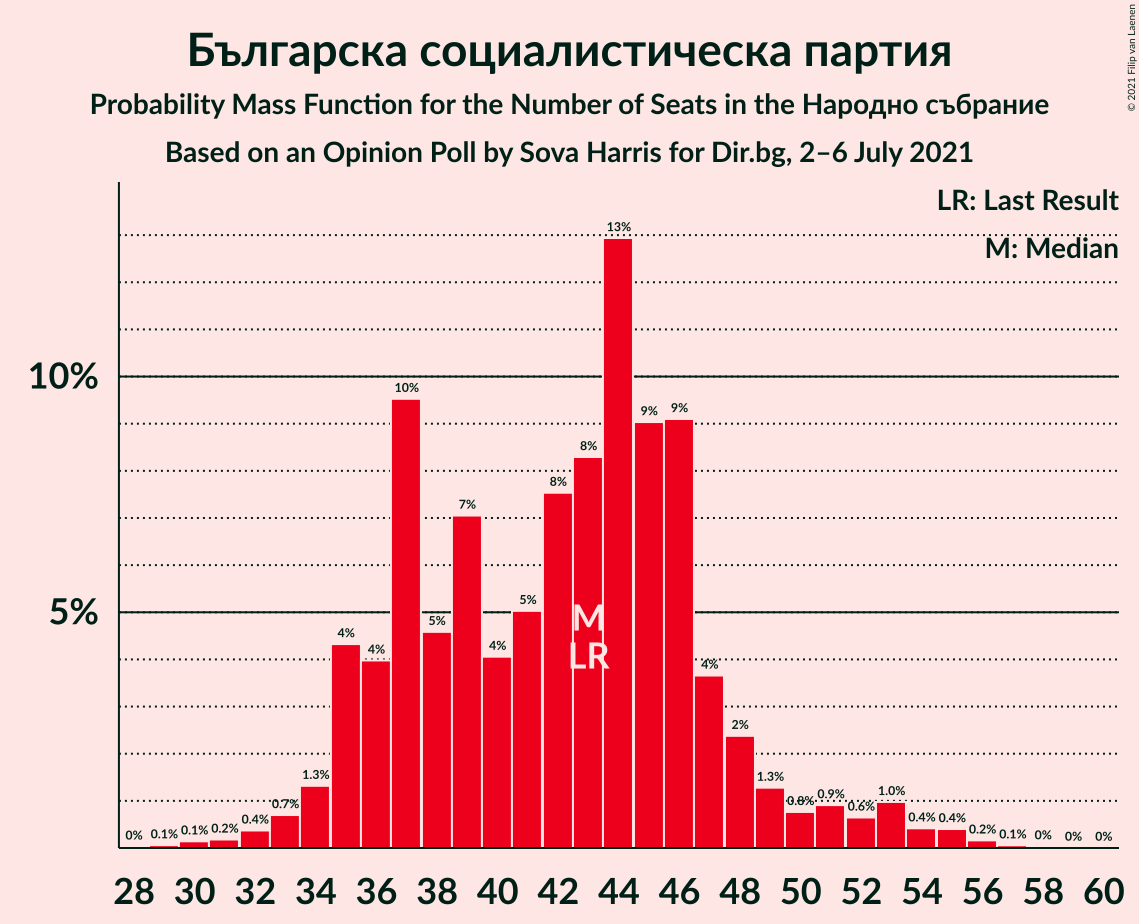 Българска социалистическа партия
Probability Mass Function for the Number of Seats in the Народно събрание
Based on an Opinion Poll by Sova Harris for Dir.bg, 2–6 July 2021
© 2021 Filip van Laenen
LR: Last Result
M: Median
10%
5%
0% 0.1% 0.1% 0.2% 0.4% 0.7% 1.3% 4% 4% 10% 5% 7% 4% 5% 8% 8% 13% 9% 9% 4% 2% 1.3% 0.8% 0.9% 0.6% 1.0% 0.4% 0.4% 0.2% 0.1% 0% 0% 0%
M
LR
28 30 32 34 36 38 40 42 44 46 48 50 52 54 56 58 60